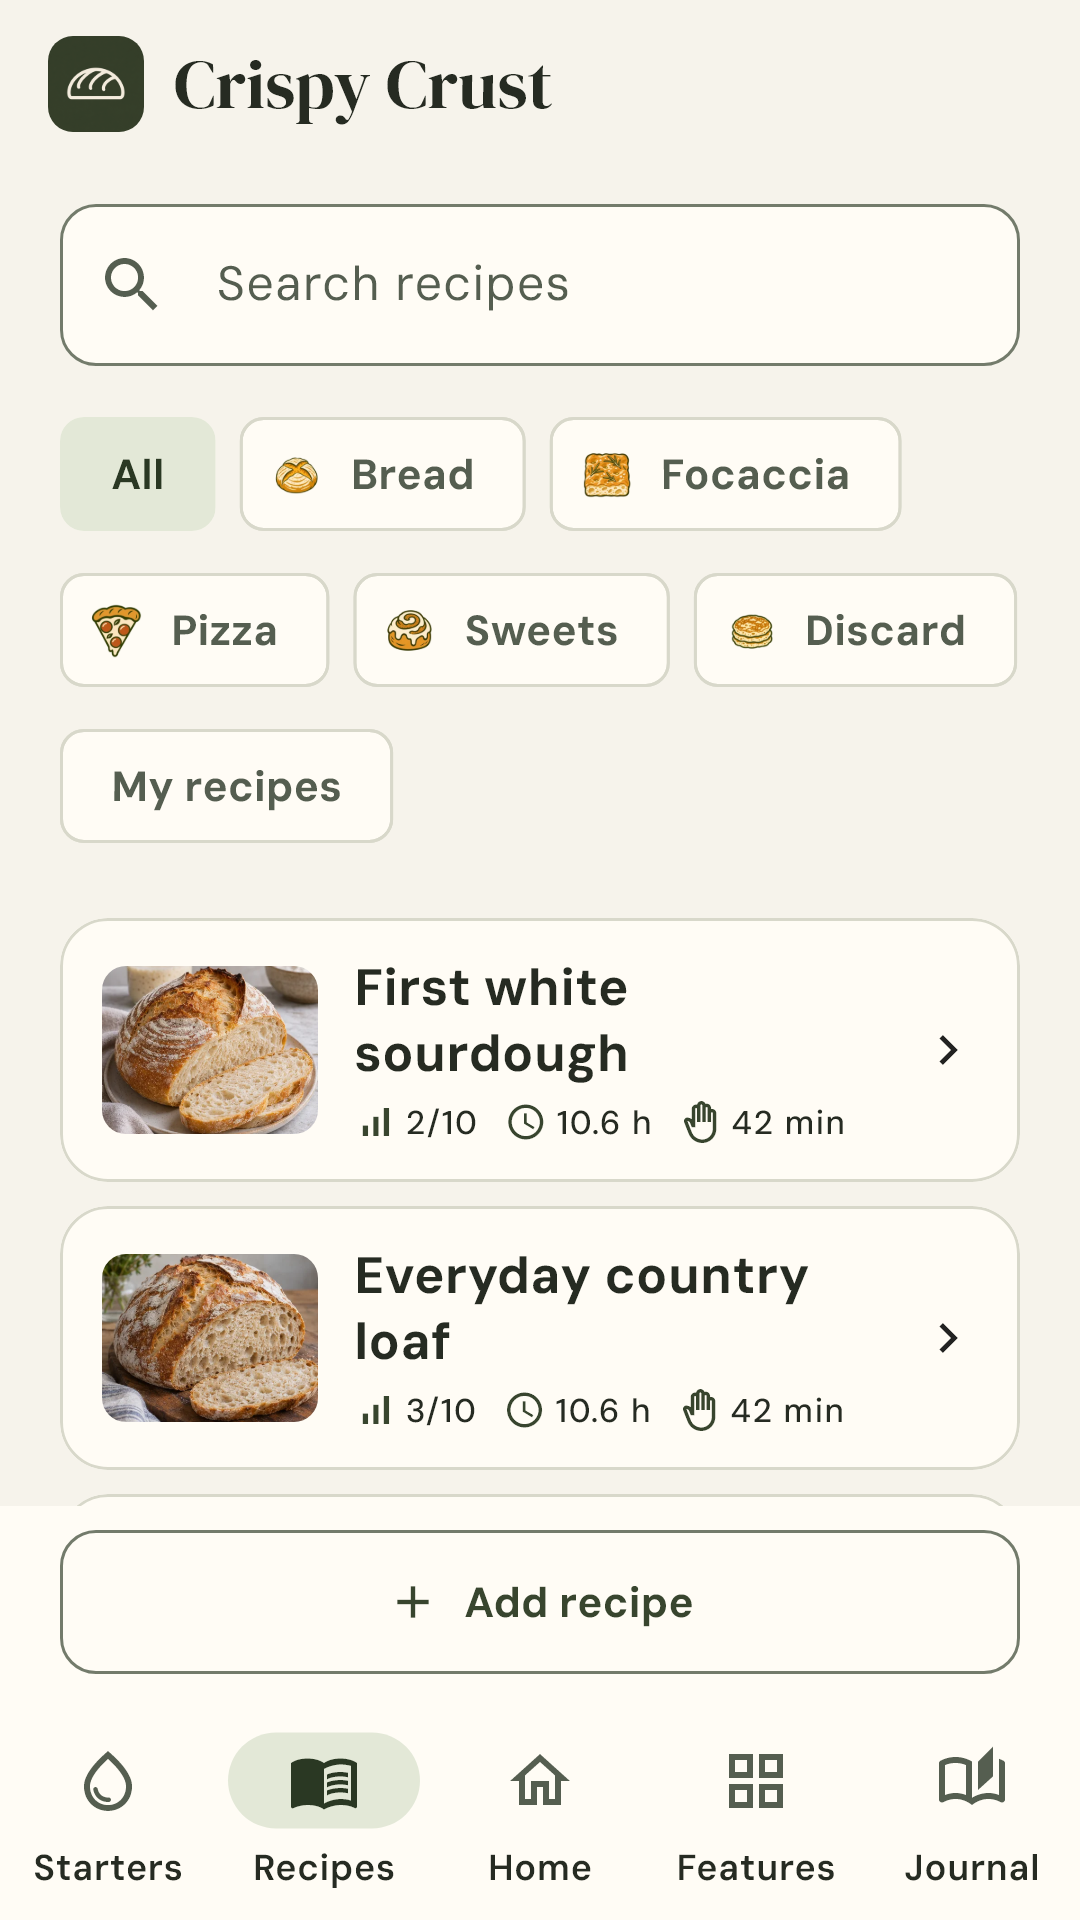 Crispy Crust
Search recipes
All
Bread
Focaccia
Pizza
Sweets
Discard
My recipes
First white
sourdough
2/10 10.6 h 42 min
Everyday country
loaf
3/10 10.6 h 42 min
+ Add recipe
Starters
Recipes
Home
Features
Journal